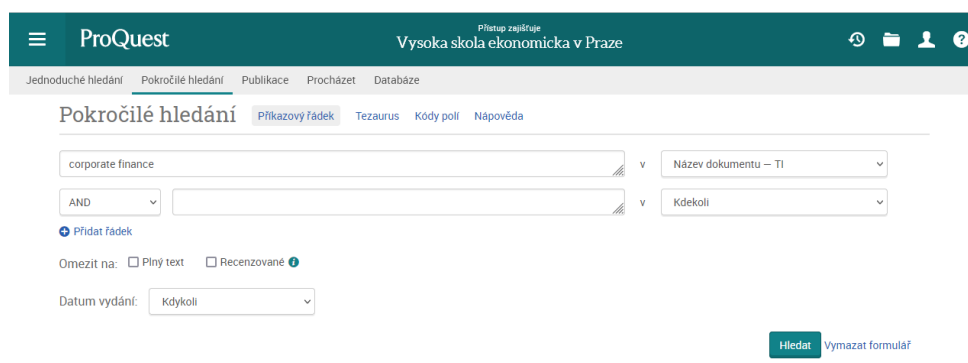 Přístup zajišťuje
ProQuest Vysoka skola ekonomicka v Praze
Jednoduché hledání Pokročilé hledání Publikace Procházet Databáze
Pokročilé hledání Příkazový řádek Tezaurus Kódy polí Nápověda
corporate finance v Název dokumentu — TI
AND v Kdekoli
Přidat řádek
Omezit na: Plný text Recenzované
Datum vydání: Kdykoli
Hledat Vymazat formulář